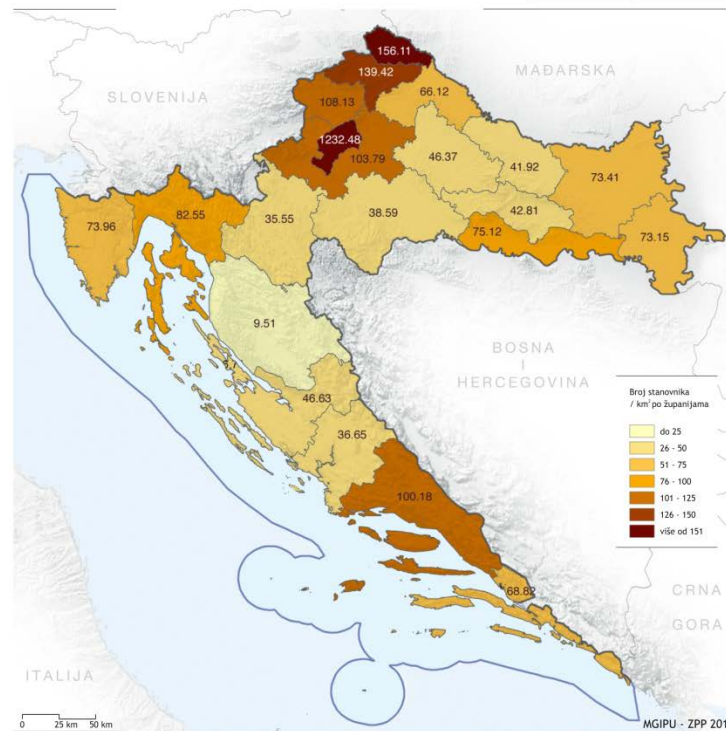 156.11
139.42
MAĐARSKA
66.12
SLOVENIJA
108.13
1232.48
103.79
46.37
41.92
73.41
82.55
73.96
35.55
38.59
42.81
75.12
73.15
9.51
BOSNA
I
HERCEGOVINA
46.63
36.65
Broj stanovnika
/ km² po županijama
do 25
26 - 50
51 - 75
76 - 100
101 - 125
126 - 150
više od 151
100.18
68.82
CRNA
GORA
ITALIJA
0 25 km 50 km
MGIPU - ZPP 201